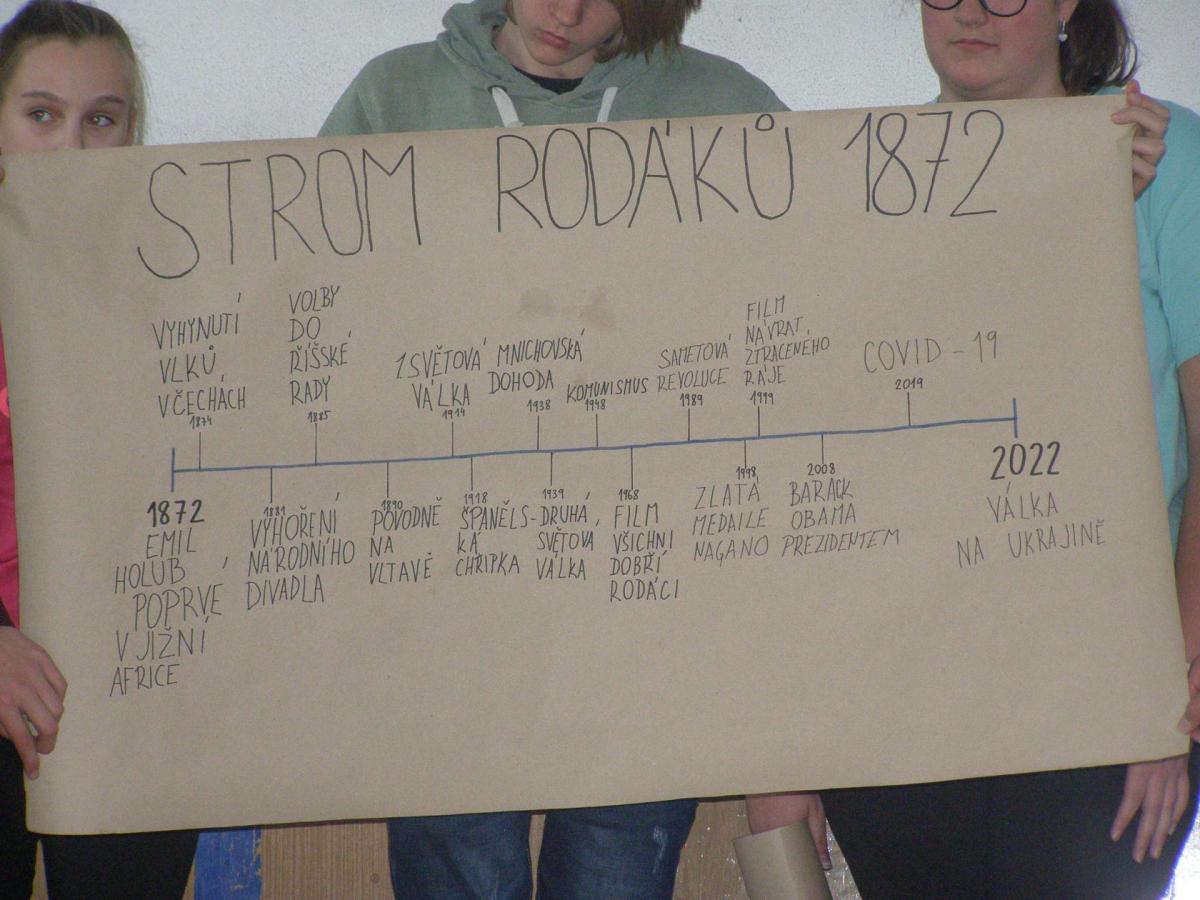 STROM RODÁKŮ 1872
VYHYNUTÍ
VLKŮ
V ČECHÁCH
1874
VOLBY
DO
ŘÍŠSKÉ
RADY
1885
1 SVĚTOVÁ
VÁLKA
1914
MNICHOVSKÁ
DOHODA
1938
KOMUNISMUS
1948
SAMETOVÁ
REVOLUCE
1989
FILM
NÁVRAT
ZTRACENÉHO
RÁJE
1999
COVID - 19
2019
1872
EMIL
HOLUB
POPRVÉ
V JIŽNÍ
AFRICE
1881
VYHOŘENÍ
NÁRODNÍHO
DIVADLA
1890
POVODNĚ
NA
VLTAVĚ
1918
ŠPANĚLS-
KÁ
CHŘIPKA
1939
DRUHÁ
SVĚTOVÁ
VÁLKA
1968
FILM
VŠICHNI
DOBŘÍ
RODÁCI
1998
ZLATÁ
MEDAILE
NAGANO
2008
BARACK
OBAMA
PREZIDENTEM
2022
VÁLKA
NA UKRAJINĚ